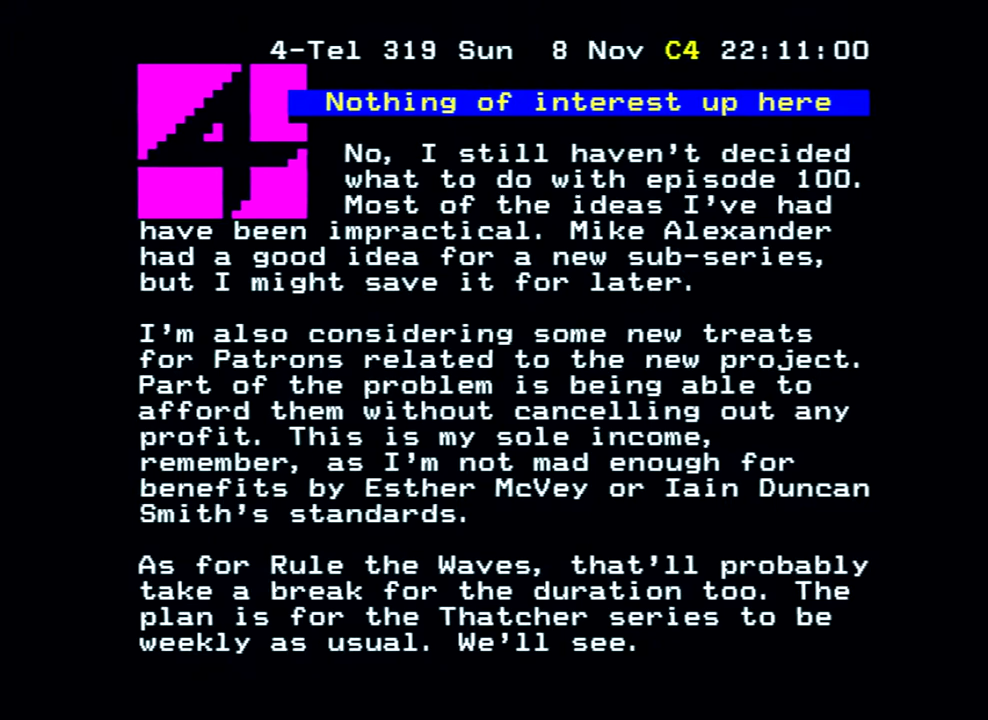 4-Tel 319 Sun  8 Nov C4 22:11:00
4
Nothing of interest up here
No, I still haven't decided
what to do with episode 100.
Most of the ideas I've had
have been impractical. Mike Alexander
had a good idea for a new sub-series,
but I might save it for later.
I'm also considering some new treats
for Patrons related to the new project.
Part of the problem is being able to
afford them without cancelling out any
profit. This is my sole income,
remember, as I'm not mad enough for
benefits by Esther McVey or Iain Duncan
Smith's standards.
As for Rule the Waves, that'll probably
take a break for the duration too. The
plan is for the Thatcher series to be
weekly as usual. We'll see.